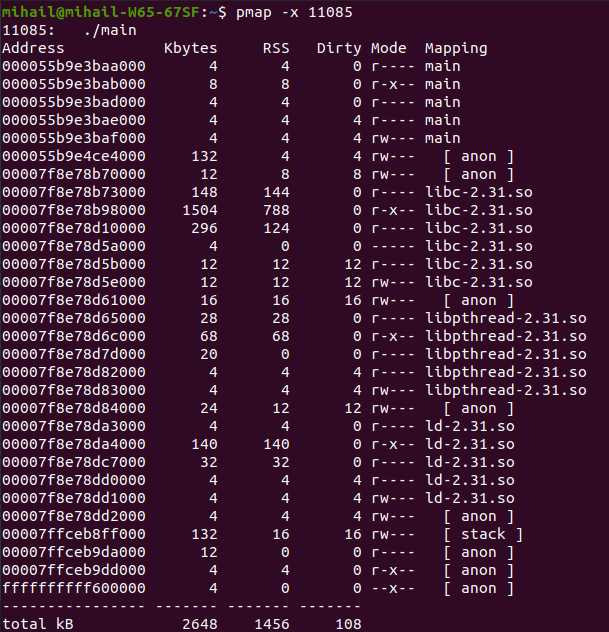 mihail@mihail-W65-67SF:~$ pmap -x 11085
11085:   ./main
Address           Kbytes     RSS   Dirty Mode  Mapping
000055b9e3baa000       4       4       0 r---- main
000055b9e3bab000       8       8       0 r-x-- main
000055b9e3bad000       4       4       0 r---- main
000055b9e3bae000       4       4       4 r---- main
000055b9e3baf000       4       4       4 rw--- main
000055b9e4ce4000     132       4       4 rw---   [ anon ]
00007f8e78b70000      12       8       8 rw---   [ anon ]
00007f8e78b73000     148     144       0 r---- libc-2.31.so
00007f8e78b98000    1504     788       0 r-x-- libc-2.31.so
00007f8e78d10000     296     124       0 r---- libc-2.31.so
00007f8e78d5a000       4       0       0 ----- libc-2.31.so
00007f8e78d5b000      12      12      12 r---- libc-2.31.so
00007f8e78d5e000      12      12      12 rw--- libc-2.31.so
00007f8e78d61000      16      16      16 rw---   [ anon ]
00007f8e78d65000      28      28       0 r---- libpthread-2.31.so
00007f8e78d6c000      68      68       0 r-x-- libpthread-2.31.so
00007f8e78d7d000      20       0       0 r---- libpthread-2.31.so
00007f8e78d82000       4       4       4 r---- libpthread-2.31.so
00007f8e78d83000       4       4       4 rw--- libpthread-2.31.so
00007f8e78d84000      24      12      12 rw---   [ anon ]
00007f8e78da3000       4       4       0 r---- ld-2.31.so
00007f8e78da4000     140     140       0 r-x-- ld-2.31.so
00007f8e78dc7000      32      32       0 r---- ld-2.31.so
00007f8e78dd0000       4       4       4 r---- ld-2.31.so
00007f8e78dd1000       4       4       4 rw--- ld-2.31.so
00007f8e78dd2000       4       4       4 rw---   [ anon ]
00007ffceb8ff000     132      16      16 rw---   [ stack ]
00007ffceb9da000      12       0       0 r----   [ anon ]
00007ffceb9dd000       4       4       0 r-x--   [ anon ]
ffffffffff600000       4       0       0 --x--   [ anon ]
---------------- ------- ------- -------
total kB            2648    1456     108